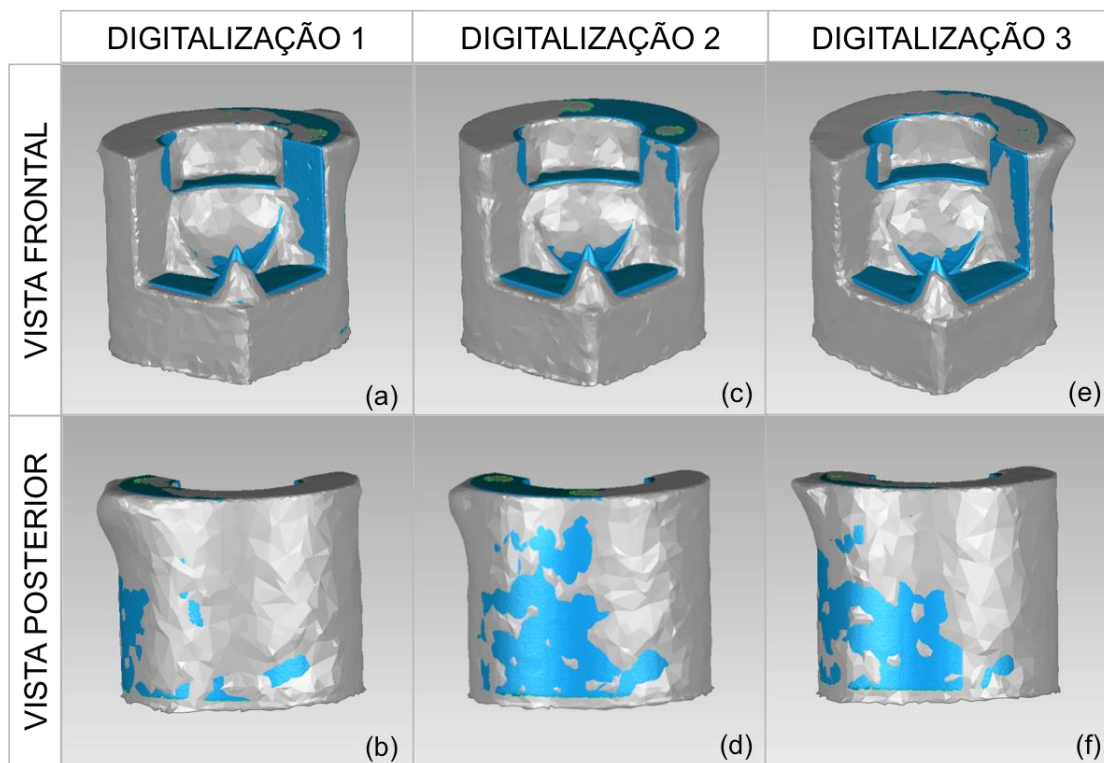 DIGITALIZAÇÃO 1
DIGITALIZAÇÃO 2
DIGITALIZAÇÃO 3
VISTA FRONTAL
(a)
(c)
(e)
VISTA POSTERIOR
(b)
(d)
(f)